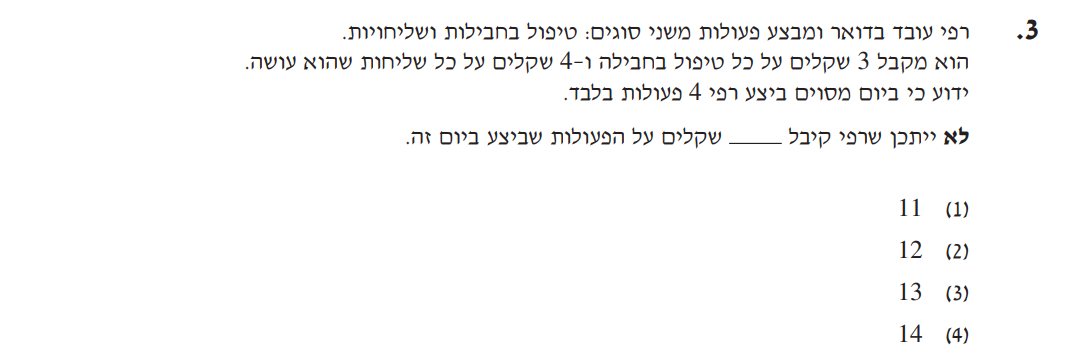 3. רפי עובד בדואר ומבצע פעולות משני סוגים: טיפול בחבילות ושליחויות.
הוא מקבל 3 שקלים על כל טיפול בחבילה ו-4 שקלים על כל שליחות שהוא עושה.
ידוע כי ביום מסוים ביצע רפי 4 פעולות בלבד.
לא ייתכן שרפי קיבל _____ שקלים על הפעולות שביצע ביום זה.
(1) 11
(2) 12
(3) 13
(4) 14